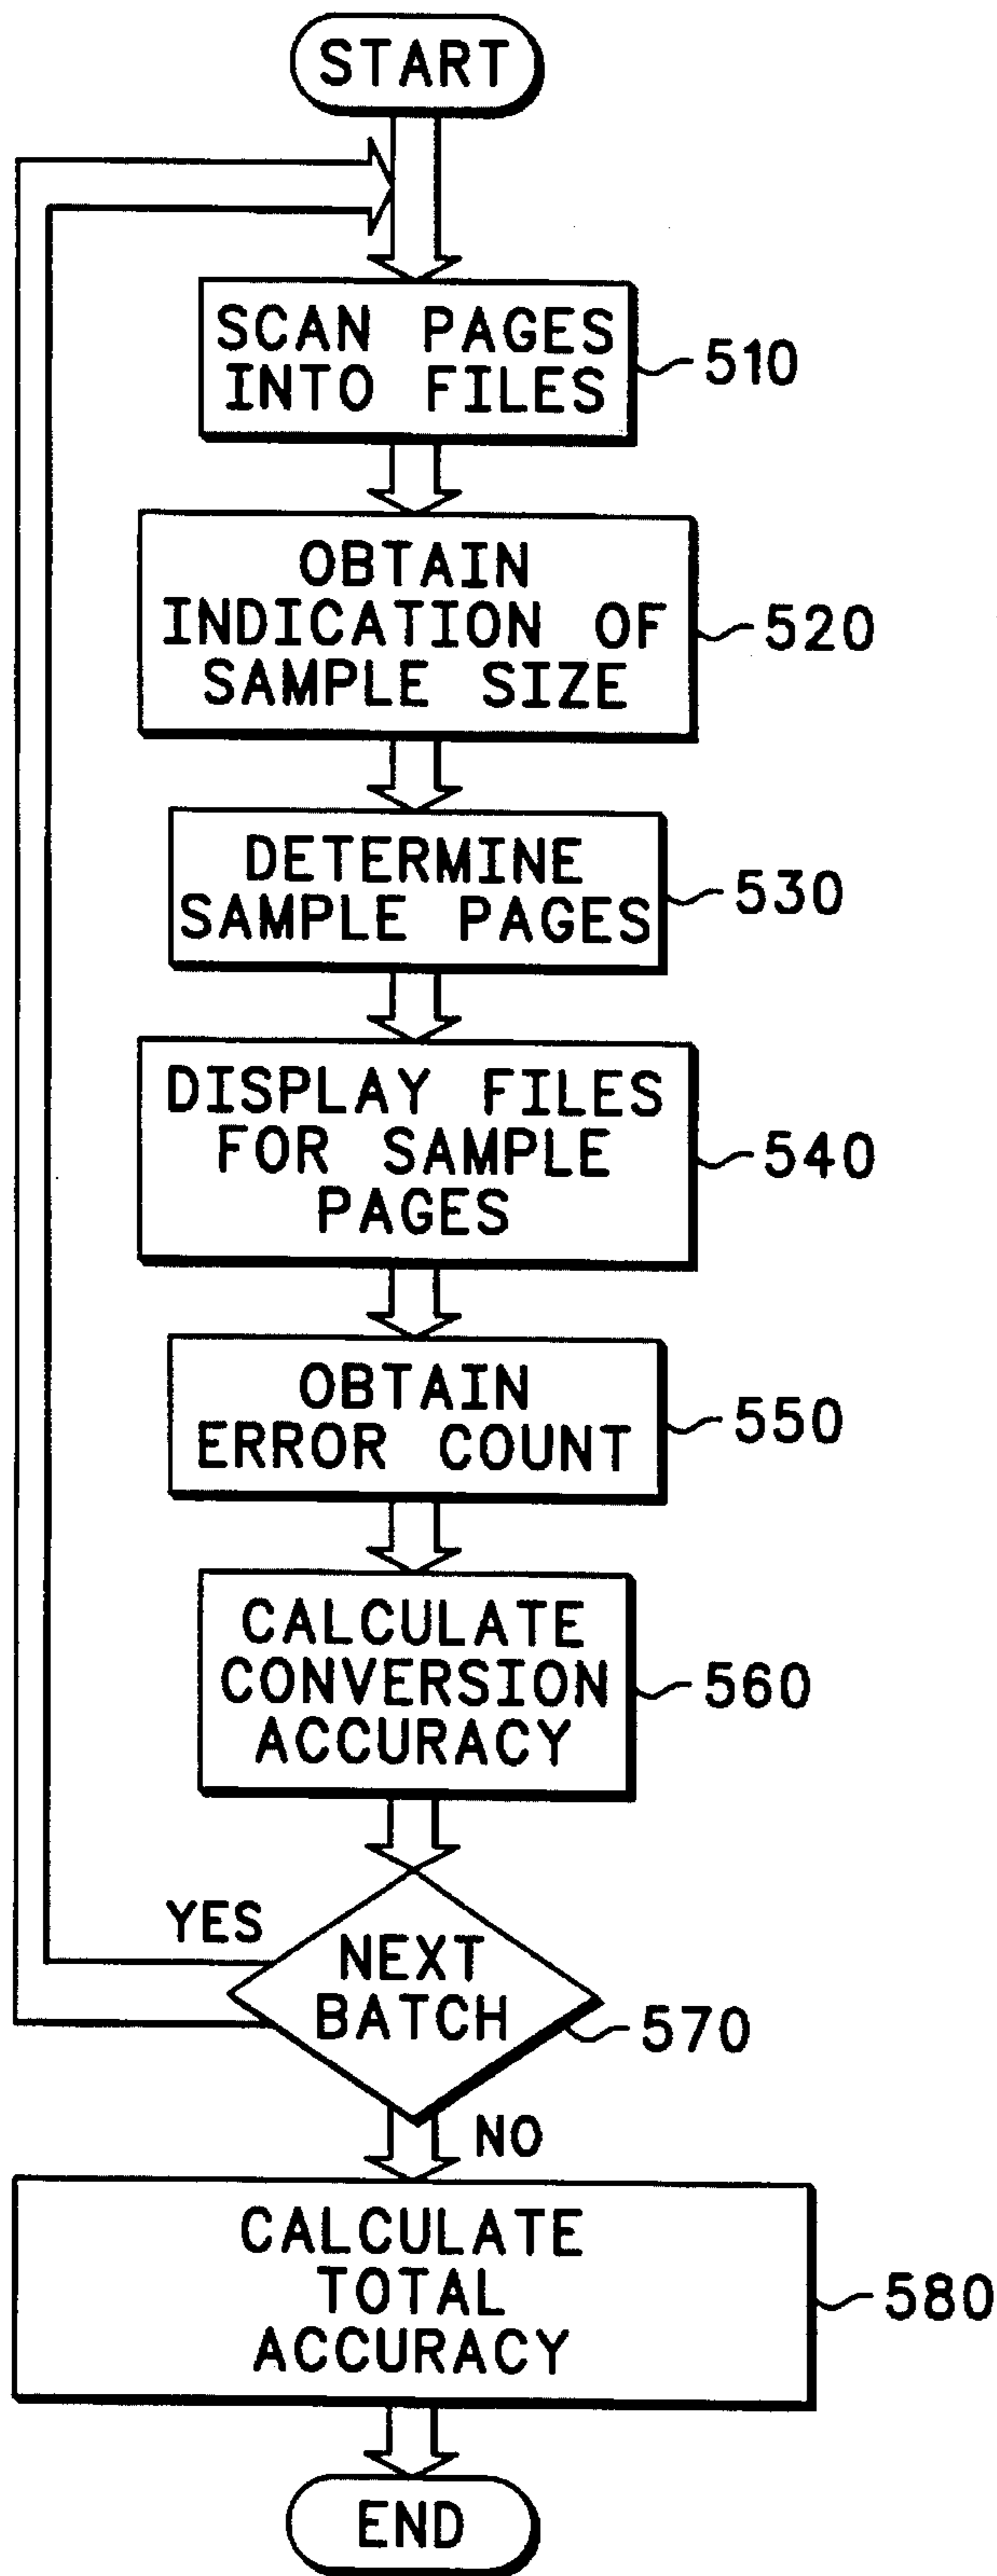 START
SCAN PAGES
INTO FILES
510
OBTAIN
INDICATION OF
SAMPLE SIZE
520
DETERMINE
SAMPLE PAGES
530
DISPLAY FILES
FOR SAMPLE
PAGES
540
OBTAIN
ERROR COUNT
550
CALCULATE
CONVERSION
ACCURACY
560
YES
NEXT
BATCH
570
NO
CALCULATE
TOTAL
ACCURACY
580
END